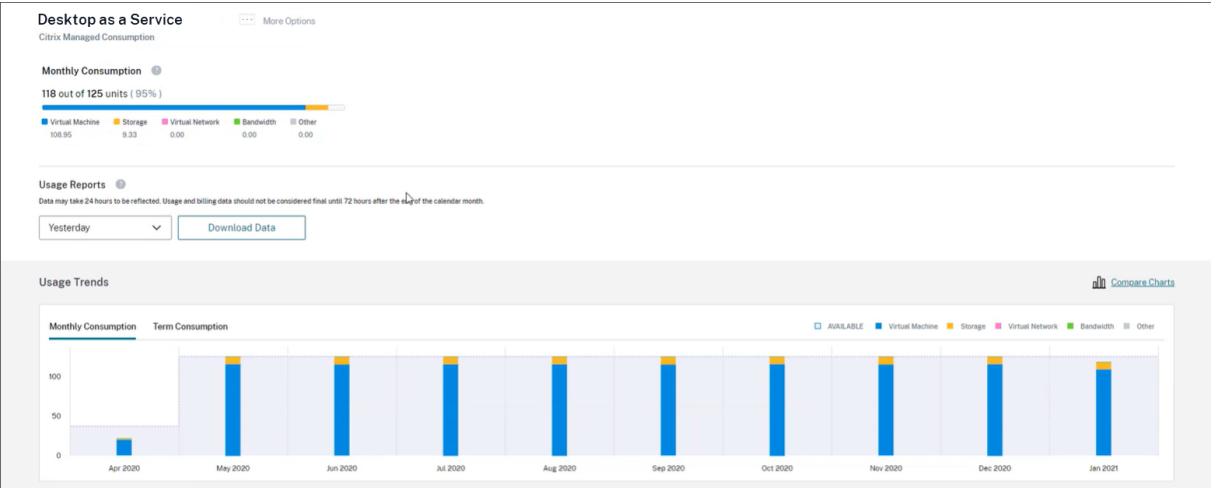 Desktop as a Service
··· More Options
Citrix Managed Consumption
Monthly Consumption ?
118 out of 125 units ( 95% )
Virtual Machine Storage Virtual Network Bandwidth Other
108.95 9.33 0.00 0.00 0.00
Usage Reports ?
Data may take 24 hours to be reflected. Usage and billing data should not be considered final until 72 hours after the of the calendar month.
Yesterday Download Data
Usage Trends Compare Charts
Monthly Consumption Term Consumption AVAILABLE Virtual Machine Storage Virtual Network Bandwidth Other
100
50
0
Apr 2020 May 2020 Jun 2020 Jul 2020 Aug 2020 Sep 2020 Oct 2020 Nov 2020 Dec 2020 Jan 2021